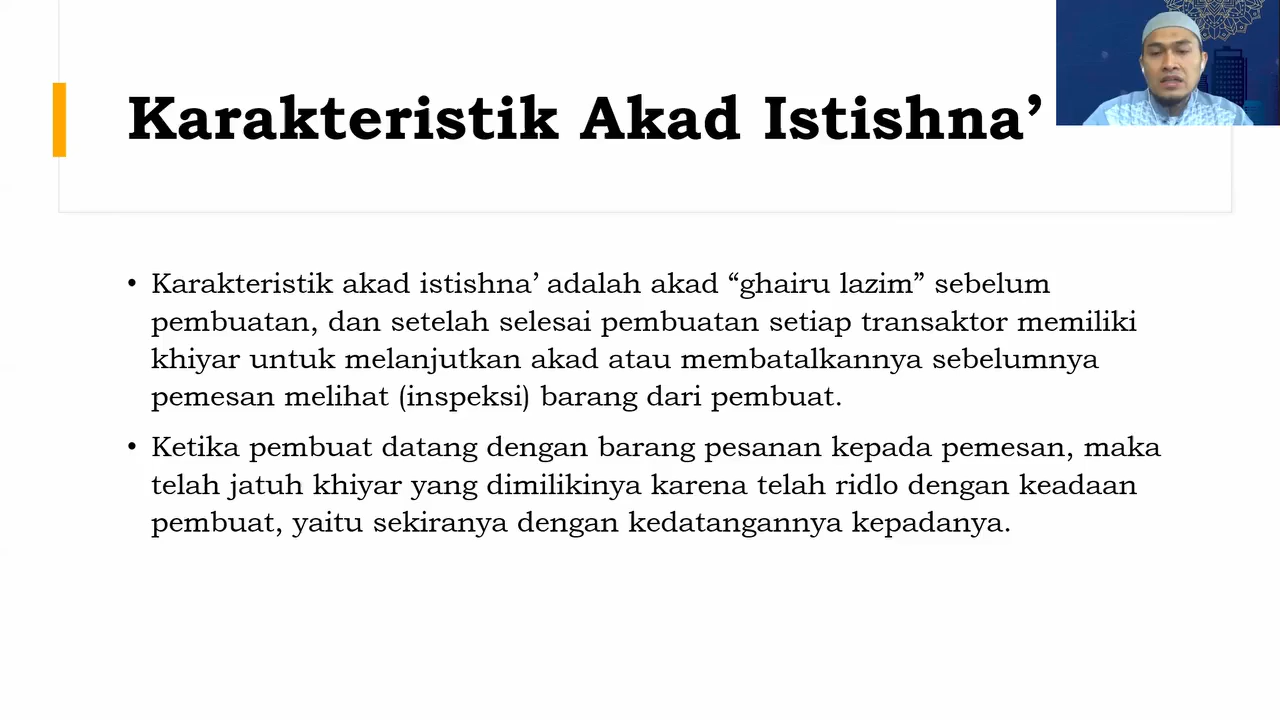 Karakteristik Akad Istishna’
• Karakteristik akad istishna’ adalah akad “ghairu lazim” sebelum
pembuatan, dan setelah selesai pembuatan setiap transaktor memiliki
khiyar untuk melanjutkan akad atau membatalkannya sebelumnya
pemesan melihat (inspeksi) barang dari pembuat.
• Ketika pembuat datang dengan barang pesanan kepada pemesan, maka
telah jatuh khiyar yang dimilikinya karena telah ridlo dengan keadaan
pembuat, yaitu sekiranya dengan kedatangannya kepadanya.